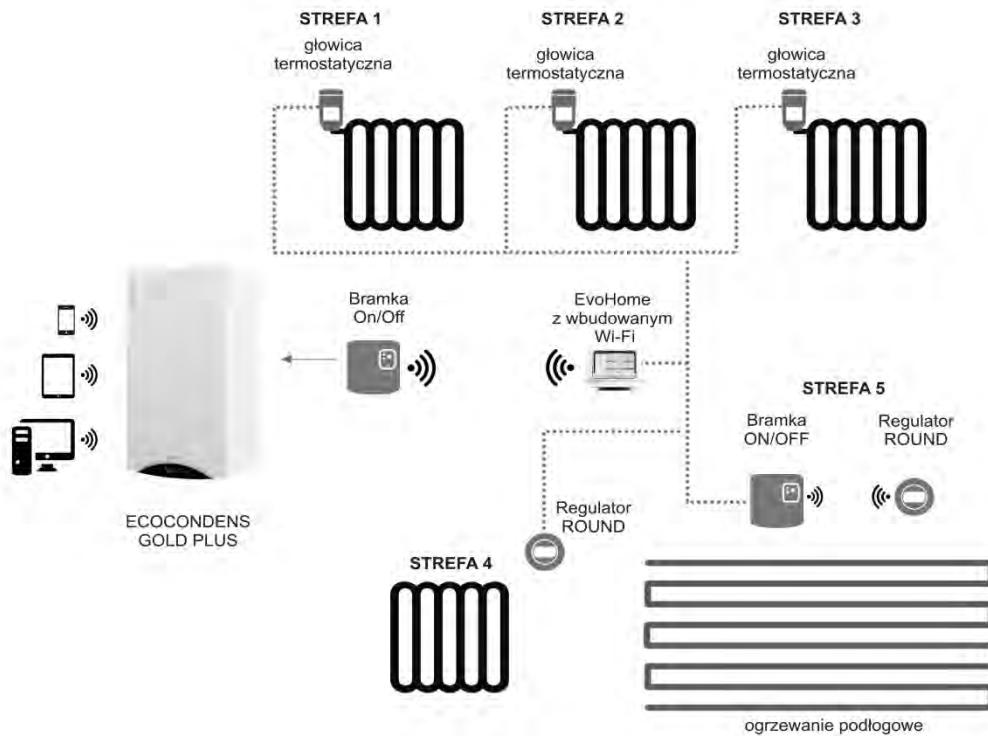 STREFA 1
głowica
termostatyczna
STREFA 2
głowica
termostatyczna
STREFA 3
głowica
termostatyczna
Bramka
On/Off
EvoHome
z wbudowanym
Wi-Fi
STREFA 5
Bramka
ON/OFF
Regulator
ROUND
ECOCONDENS
GOLD PLUS
Regulator
ROUND
STREFA 4
ogrzewanie podłogowe